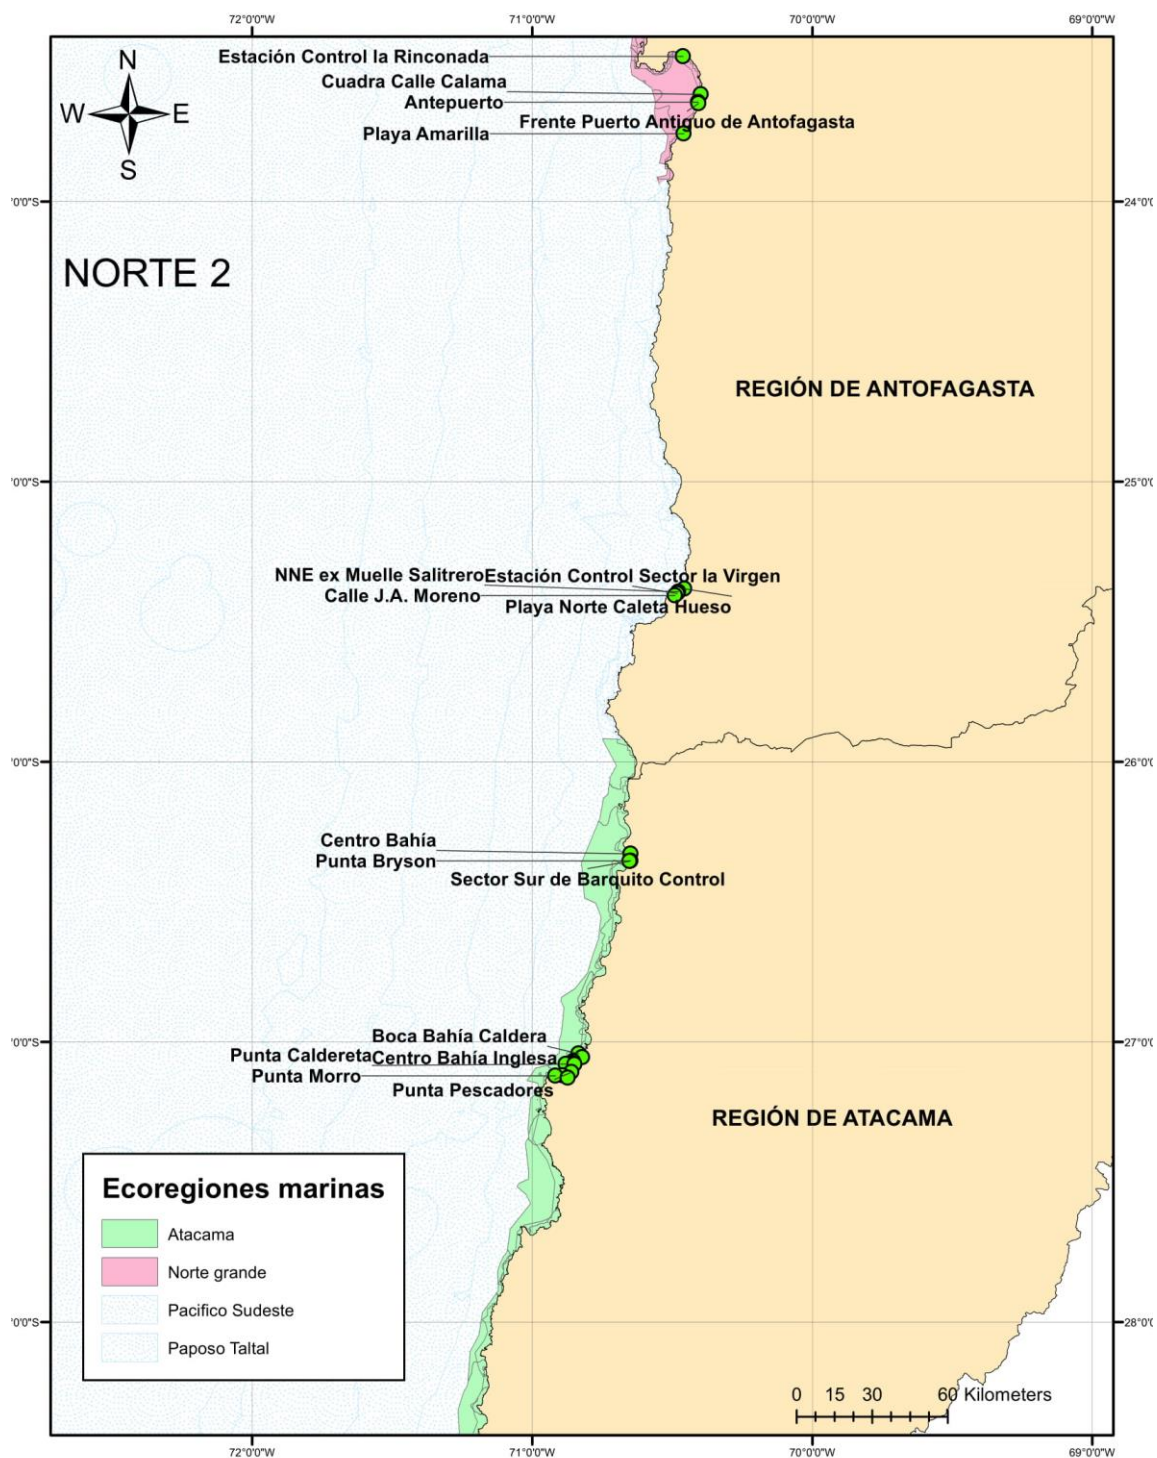 72°0'0"W 71°0'0"W 70°0'0"W 69°0'0"W
N
W E
S
Estación Control la Rinconada
Cuadra Calle Calama
Antepuerto
Frente Puerto Antiguo de Antofagasta
Playa Amarilla
'0'0"S 24°0'0
NORTE 2
REGIÓN DE ANTOFAGASTA
'0'0"S 25°0'0
NNE ex Muelle Salitrero Estación Control Sector la Virgen
Calle J.A. Moreno Playa Norte Caleta Hueso
'0'0"S 26°0'0
Centro Bahía
Punta Bryson
Sector Sur de Barquito Control
Boca Bahía Caldera
'0'0"S 27°0'0
Punta Caldereta Centro Bahía Inglesa
Punta Morro
Punta Pescadores
REGIÓN DE ATACAMA
Ecoregiones marinas
Atacama
Norte grande
Pacifico Sudeste
Paposo Taltal
'0'0"S 28°0'0
0 15 30 60 Kilometers
72°0'0"W 71°0'0"W 70°0'0"W 69°0'0"W